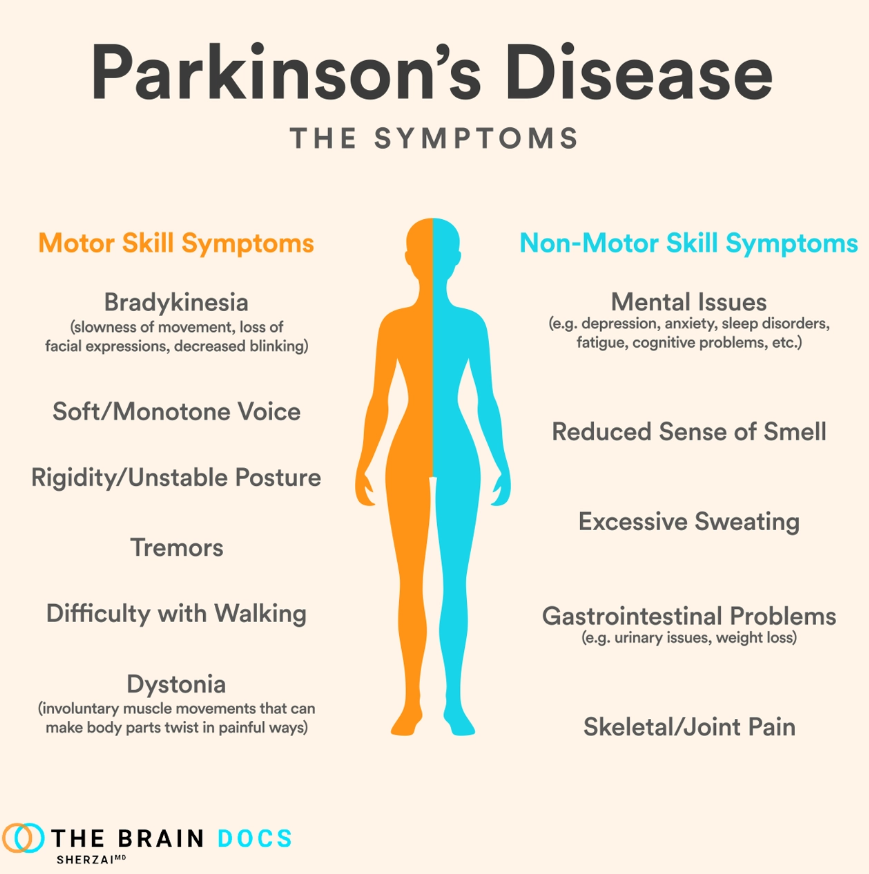 Parkinson’s Disease
THE SYMPTOMS
Motor Skill Symptoms
Bradykinesia
(slowness of movement, loss of
facial expressions, decreased blinking)
Soft/Monotone Voice
Rigidity/Unstable Posture
Tremors
Difficulty with Walking
Dystonia
(involuntary muscle movements that can
make body parts twist in painful ways)
Non-Motor Skill Symptoms
Mental Issues
(e.g. depression, anxiety, sleep disorders,
fatigue, cognitive problems, etc.)
Reduced Sense of Smell
Excessive Sweating
Gastrointestinal Problems
(e.g. urinary issues, weight loss)
Skeletal/Joint Pain
THE BRAIN DOCS
SHERZAI MD